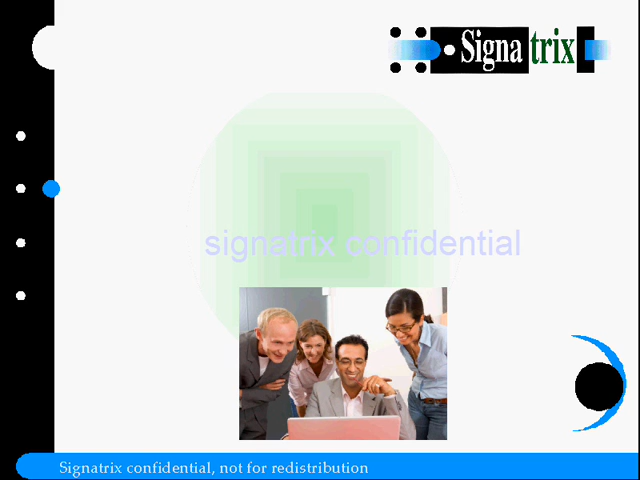 Signatrix
signatrix confidential
Signatrix confidential, not for redistribution